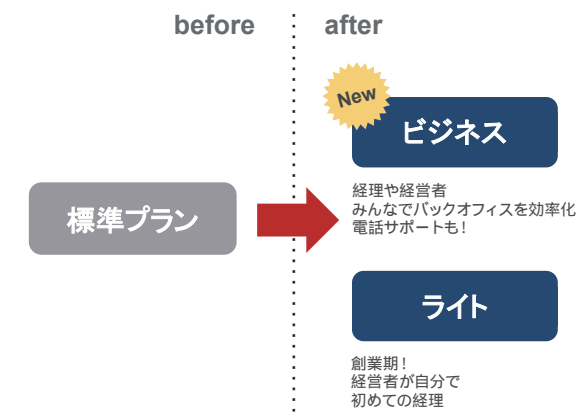 before
after
New
ビジネス
経理や経営者
みんなでバックオフィスを効率化
電話サポートも!
標準プラン
ライト
創業期!
経営者が自分で
初めての経理